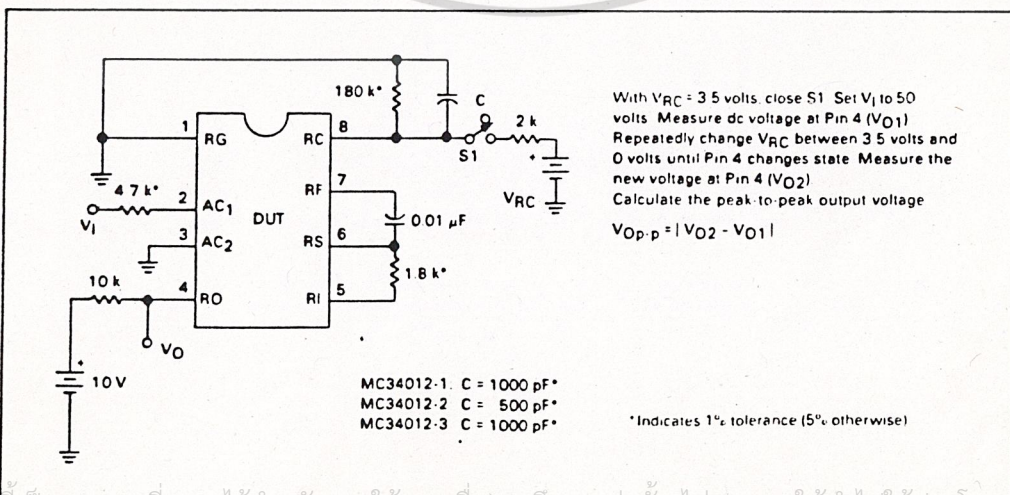 180 k*
C
C
2 k
S1
+
VRC
1
RG
RC
8
7
RF
0.01 µF
4 7 k*
2
AC1
VI
DUT
3
AC2
RS
6
1.8 k*
10 k
4
RO
RI
5
VO
+
10 V
With VRC = 3 5 volts, close S1 Set VI to 50
volts Measure dc voltage at Pin 4 (VO1)
Repeatedly change VRC between 3 5 volts and
0 volts until Pin 4 changes state Measure the
new voltage at Pin 4 (VO2)
Calculate the peak-to-peak output voltage
VOp-p = | VO2 - VO1 |
MC34012-1. C = 1000 pF*
MC34012-2 C = 500 pF*
MC34012-3 C = 1000 pF*
*Indicates 1% tolerance (5% otherwise)